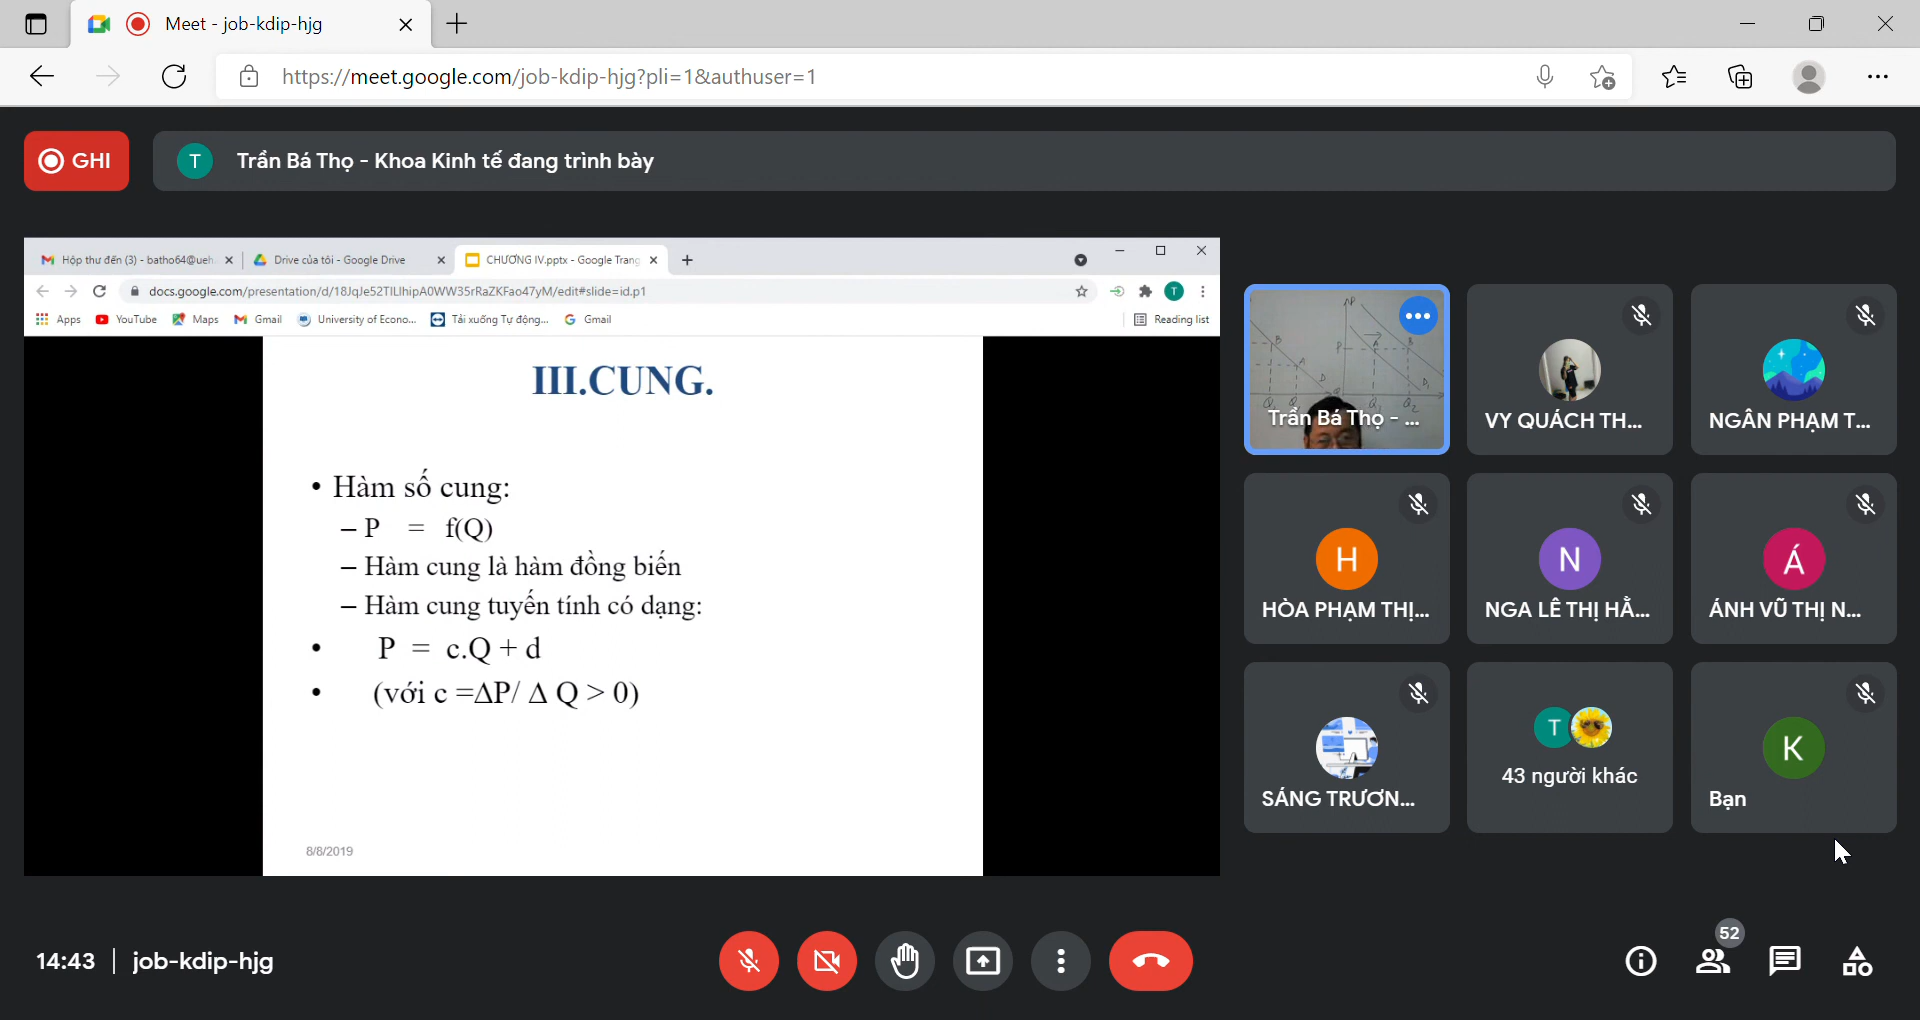 Meet - job-kdip-hjg
https://meet.google.com/job-kdip-hjg?pli=1&authuser=1
GHI
T
Trần Bá Thọ - Khoa Kinh tế đang trình bày
Hộp thư đến (3) - batho64@ueh
Drive của tôi - Google Drive
CHƯƠNG IV.pptx - Google Trang
docs.google.com/presentation/d/18JqJe52TlLlhipA0WW35rRaZKFao47yM/edit#slide=id.p1
T
Apps
YouTube
Maps
Gmail
University of Econo...
Tải xuống Tự động...
Gmail
Reading list
III.CUNG.
• Hàm số cung:
– P = f(Q)
– Hàm cung là hàm đồng biến
– Hàm cung tuyến tính có dạng:
• P = c.Q + d
• (với c =ΔP/ Δ Q > 0)
8/8/2019
Trần Bá Thọ - ...
VY QUÁCH TH...
NGÂN PHẠM T...
H
HÒA PHẠM THỊ...
N
NGA LÊ THỊ HẰ...
Á
ÁNH VŨ THỊ N...
SÁNG TRƯƠN...
T
43 người khác
K
Bạn
14:43
job-kdip-hjg
52